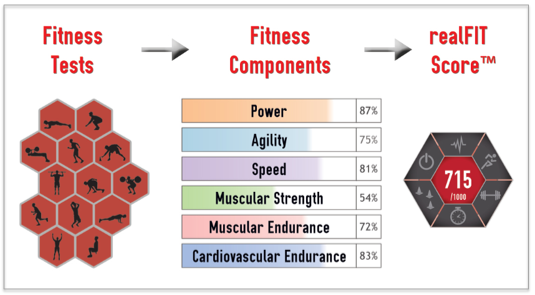 Fitness
Tests
Fitness
Components
realFIT
Score™
Power 87%
Agility 75%
Speed 81%
Muscular Strength 54%
Muscular Endurance 72%
Cardiovascular Endurance 83%
715
/1000